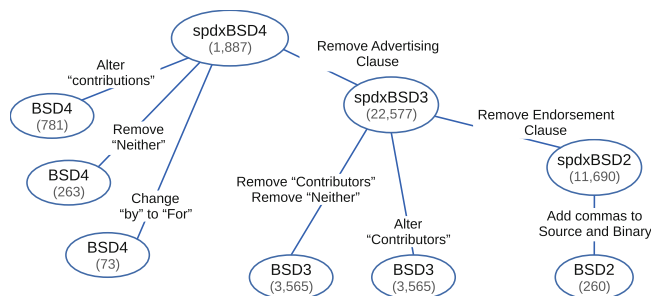 spdxBSD4
(1,887)
Alter
“contributions”
Remove Advertising
Clause
BSD4
(781)
spdxBSD3
(22,577)
Remove
“Neither”
Remove Endorsement
Clause
BSD4
(263)
spdxBSD2
(11,690)
Remove “Contributors”
Remove “Neither”
Change
“by” to “For”
Alter
“Contributors”
Add commas to
Source and Binary
BSD4
(73)
BSD3
(3,565)
BSD3
(3,565)
BSD2
(260)